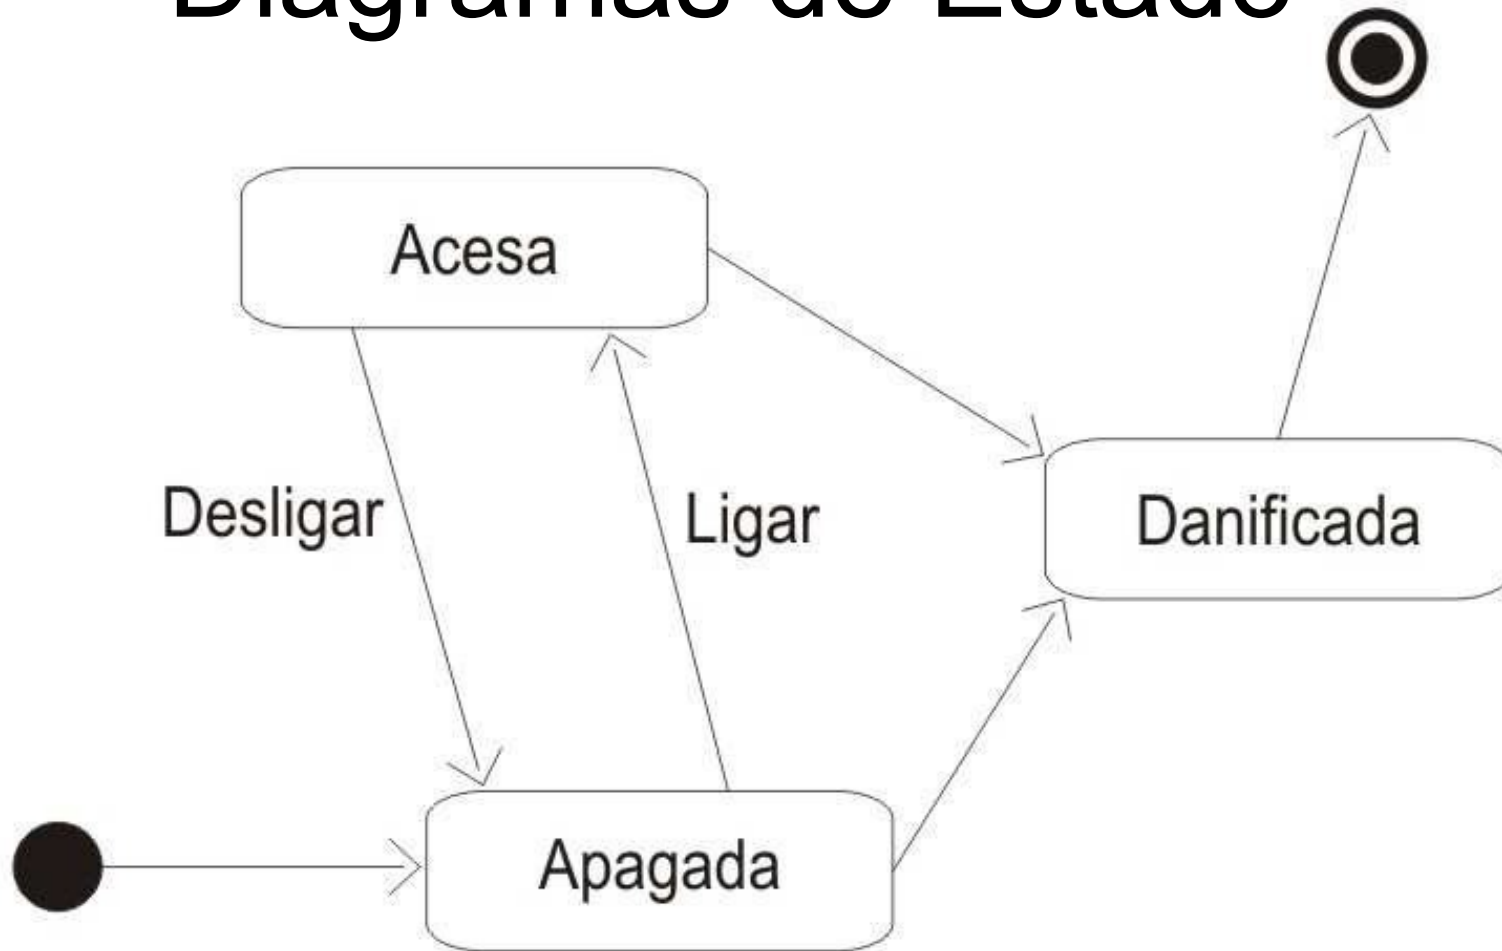 Diagramas de Estado
Acesa
Desligar
Ligar
Danificada
Apagada